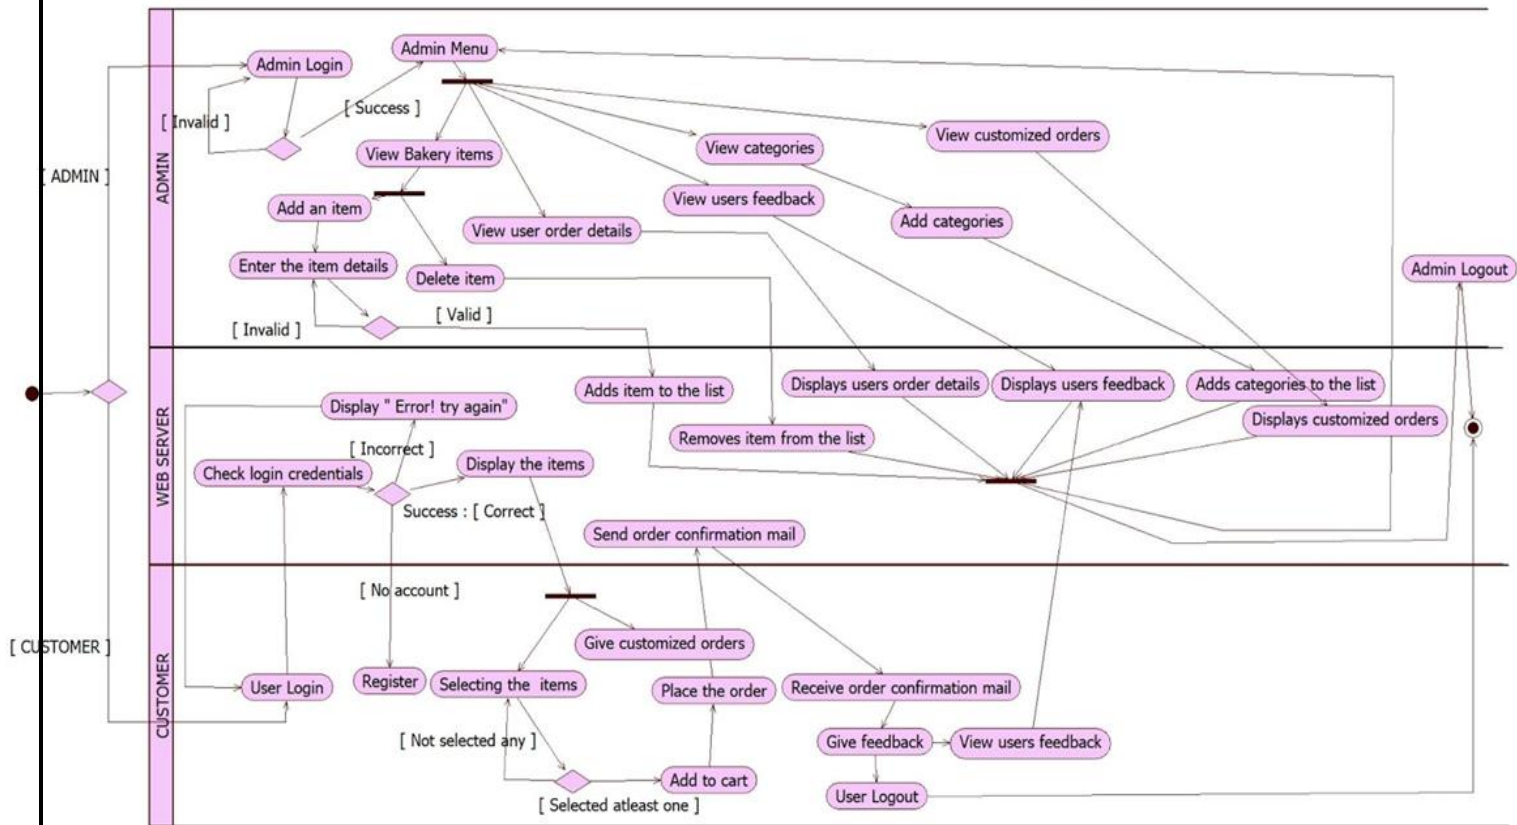 Admin Menu
Admin Login
[ Success ]
[ Invalid ]
View customized orders
View categories
View Bakery items
[ ADMIN ]
ADMIN
View users feedback
Add an item
Add categories
View user order details
Enter the item details
Delete item
Admin Logout
[ Valid ]
[ Invalid ]
WEB SERVER
Adds item to the list
Displays users order details
Displays users feedback
Adds categories to the list
Display " Error! try again"
Displays customized orders
Removes item from the list
[ Incorrect ]
Check login credentials
Display the items
Success : [ Correct ]
Send order confirmation mail
CUSTOMER
[ No account ]
[ CUSTOMER ]
Give customized orders
User Login
Register
Selecting the items
Place the order
Receive order confirmation mail
[ Not selected any ]
Give feedback
View users feedback
Add to cart
User Logout
[ Selected atleast one ]